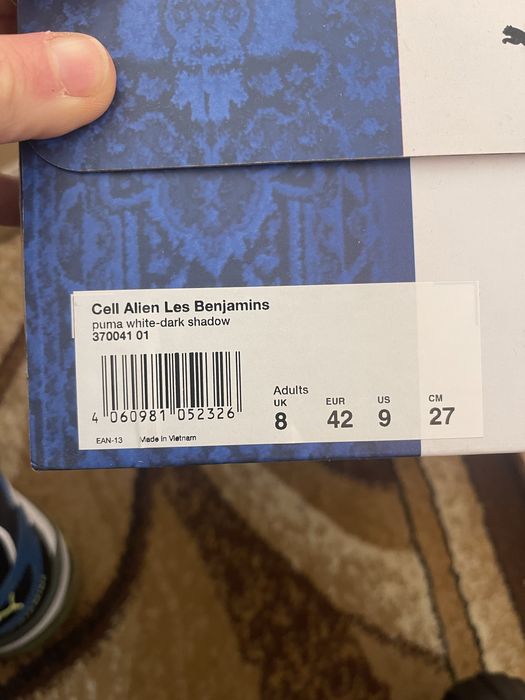 Cell Alien Les Benjamins
puma white-dark shadow
370041 01
4 060981 052326
EAN-13 Made in Vietnam
Adults
UK EUR US CM
8 42 9 27